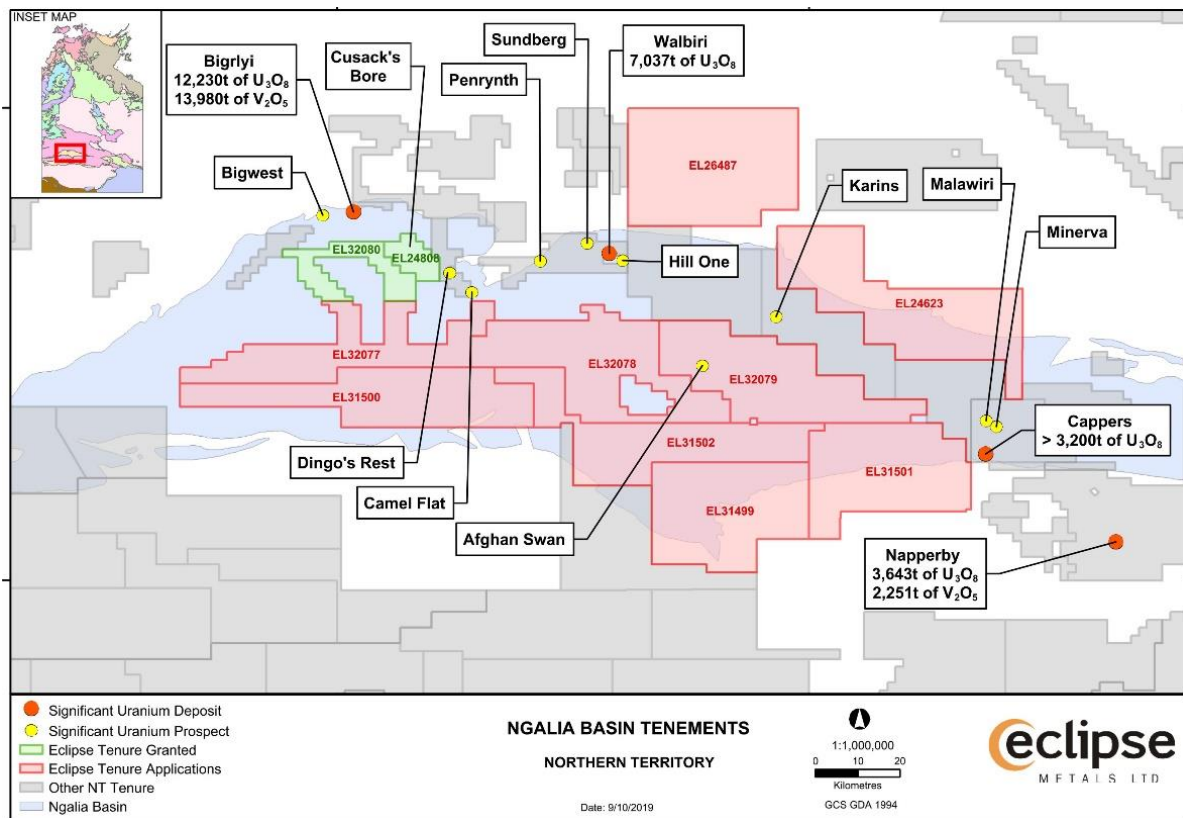 INSET MAP
Bigrlyi
12,230t of U₃O₈
13,980t of V₂O₅
Cusack's
Bore
Sundberg
Penrynth
Walbiri
7,037t of U₃O₈
Bigwest
EL26487
Karins
Malawiri
Minerva
EL32080
EL24808
Hill One
EL24623
EL32077
EL32078
EL32079
EL31500
Dingo's Rest
EL31502
Cappers
> 3,200t of U₃O₈
EL31501
Camel Flat
EL31499
Afghan Swan
Napperby
3,643t of U₃O₈
2,251t of V₂O₅
Significant Uranium Deposit
Significant Uranium Prospect
Eclipse Tenure Granted
Eclipse Tenure Applications
Other NT Tenure
Ngalia Basin
NGALIA BASIN TENEMENTS
NORTHERN TERRITORY
Date: 9/10/2019
1:1,000,000
0 10 20
Kilometres
GCS GDA 1994
eclipse
METALS LTD